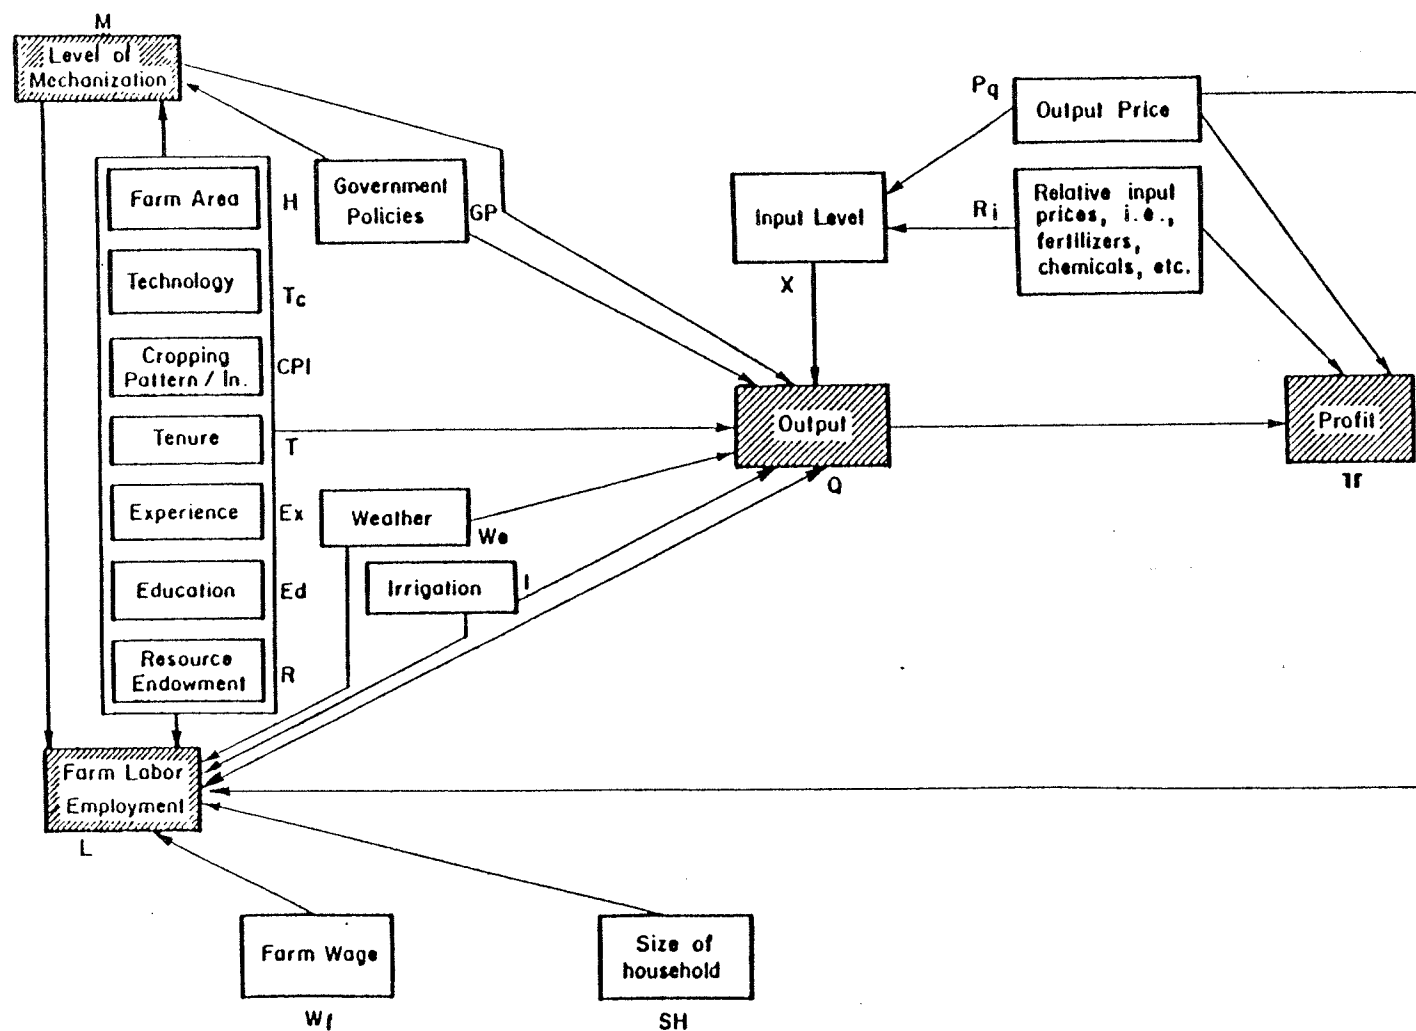 M
Level of
Mechanization
Farm Area
H
Technology
Tc
Cropping
Pattern / In.
CPI
Tenure
T
Experience
Ex
Education
Ed
Resource
Endowment
R
Government
Policies
GP
Weather
We
Irrigation
I
Input Level
X
Pq
Output Price
Ri
Relative input
prices, i.e.,
fertilizers,
chemicals, etc.
Output
Q
Profit
π
Farm Labor
Employment
L
Farm Wage
Wf
Size of
household
SH